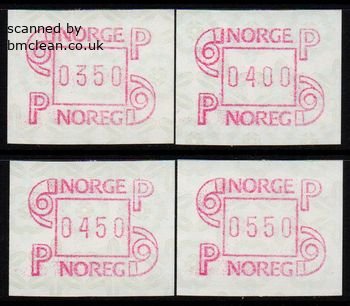 scanned by
bmclean.co.uk
NORGE P
0350
P NOREG
NORGE P
0400
P NOREG
NORGE P
0450
P NOREG
NORGE P
0550
P NOREG